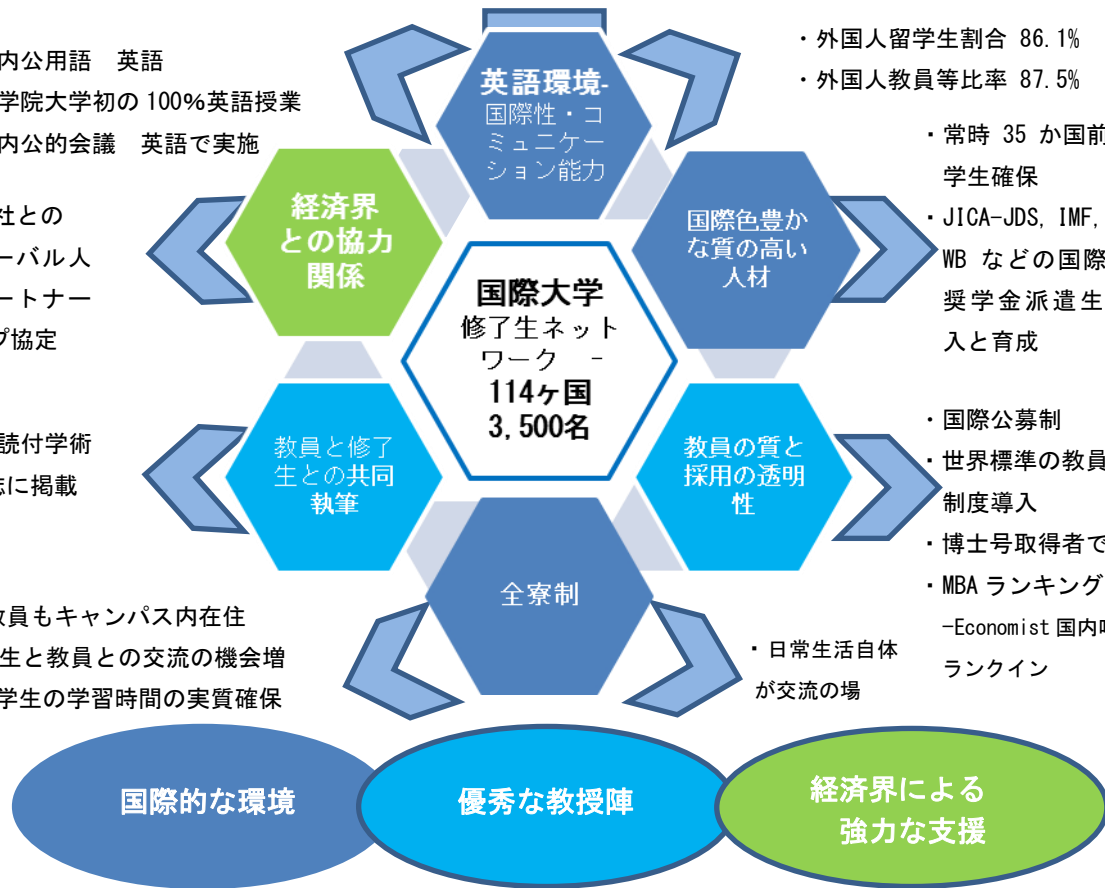 内公用語 英語
学院大学初の 100%英語授業
内公的会議 英語で実施
英語環境-
国際性・コ
ミュニケー
ション能力
・外国人留学生割合 86.1%
・外国人教員等比率 87.5%
社との
ーバル人
ートナー
プ協定
経済界
との協力
関係
国際色豊か
な質の高い
人材
・常時 35 か国前
学生確保
・JICA-JDS, IMF,
WB などの国際
奨学金派遣生
入と育成
国際大学
修了生ネット
ワーク -
114ヶ国
3,500名
読付学術
誌に掲載
教員と修了
生との共同
執筆
教員の質と
採用の透明
性
・国際公募制
・世界標準の教員
制度導入
・博士号取得者で
・MBA ランキング
-Economist 国内唯
ランクイン
全寮制
教員もキャンパス内在住
生と教員との交流の機会増
学生の学習時間の実質確保
・日常生活自体
が交流の場
国際的な環境
優秀な教授陣
経済界による
強力な支援